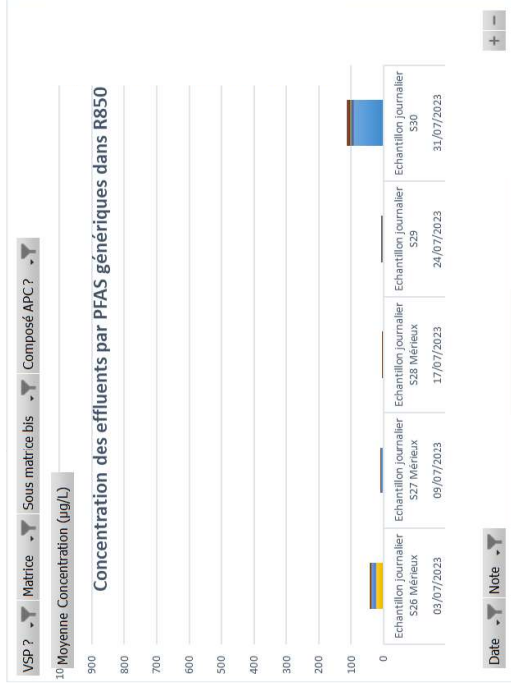 VSP ? Matrice Sous matrice bis Composé APC ?
Moyenne Concentration (µg/L)
Concentration des effluents par PFAS génériques dans R850
10
900
800
700
600
500
400
300
200
100
0
Echantillon journalier
S26 Mérieux
03/07/2023
Echantillon journalier
S27 Mérieux
09/07/2023
Echantillon journalier
S28 Mérieux
17/07/2023
Echantillon journalier
S29
24/07/2023
Echantillon journalier
S30
31/07/2023
Date Note
+ −